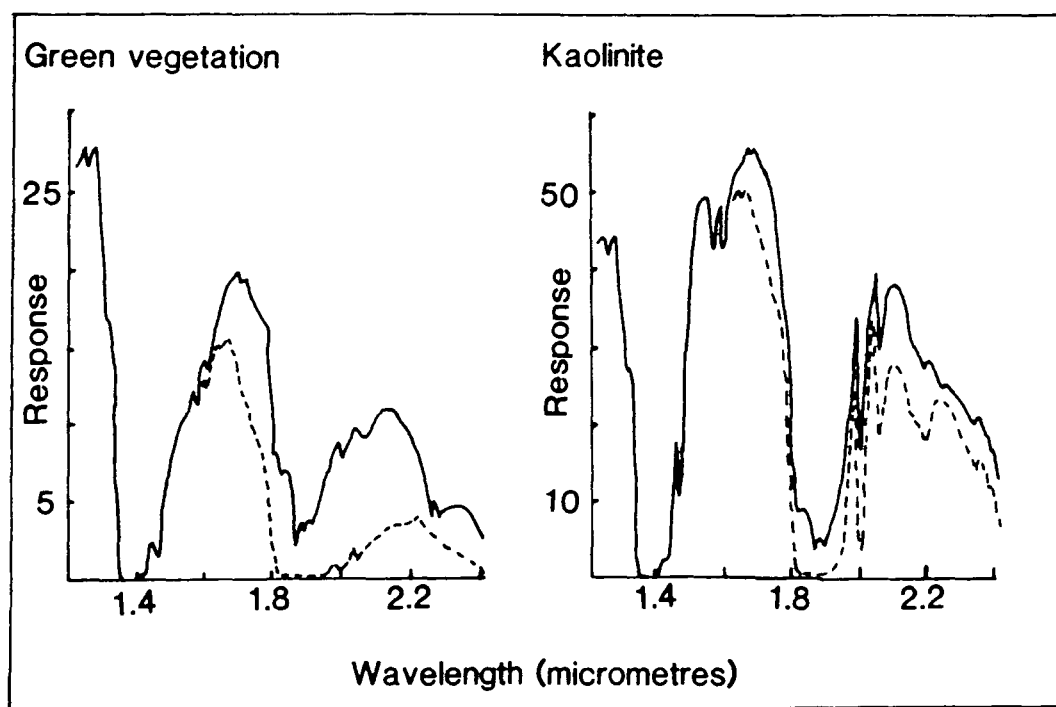 Green vegetation
Kaolinite
25
5
Response
1.4
1.8
2.2
50
10
Response
1.4
1.8
2.2
Wavelength (micrometres)